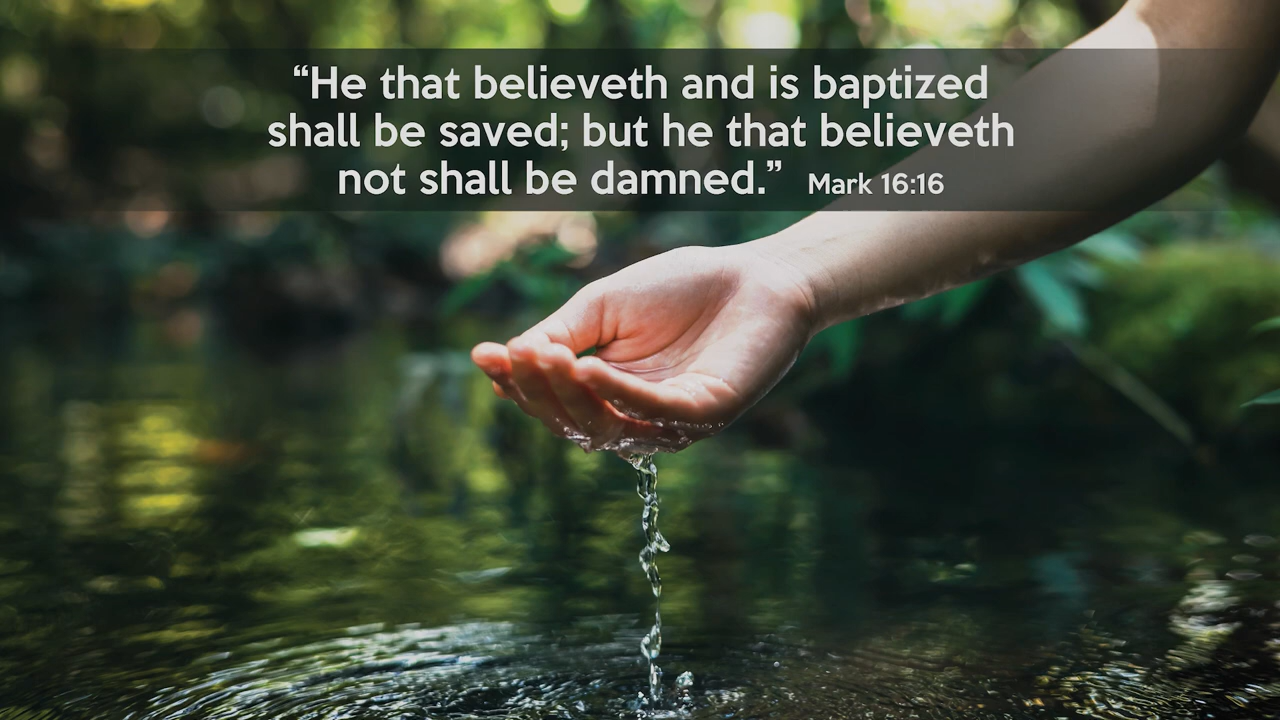 “He that believeth and is baptized
shall be saved; but he that believeth
not shall be damned.” Mark 16:16